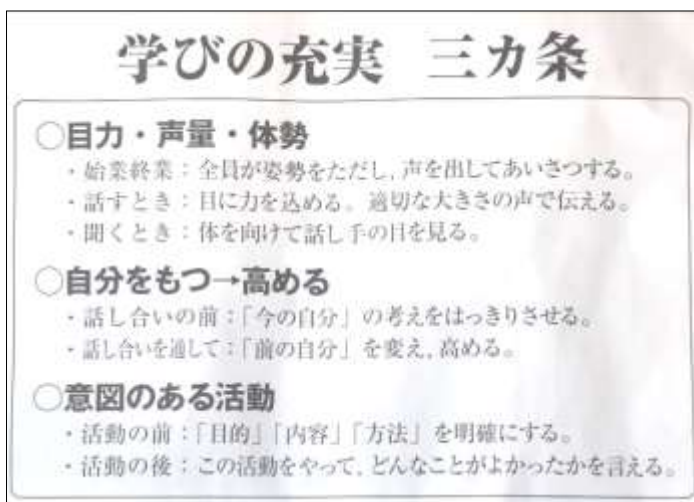 学びの充実 三カ条
○目力・声量・体勢
・始業終業：全員が姿勢をただし，声を出してあいさつする。
・話すとき：目に力を込める。適切な大きさの声で伝える。
・聞くとき：体を向けて話し手の目を見る。
○自分をもつ→高める
・話し合いの前：「今の自分」の考えをはっきりさせる。
・話し合いを通して：「前の自分」を変え，高める。
○意図のある活動
・活動の前：「目的」「内容」「方法」を明確にする。
・活動の後：この活動をやって，どんなことがよかったかを言える。